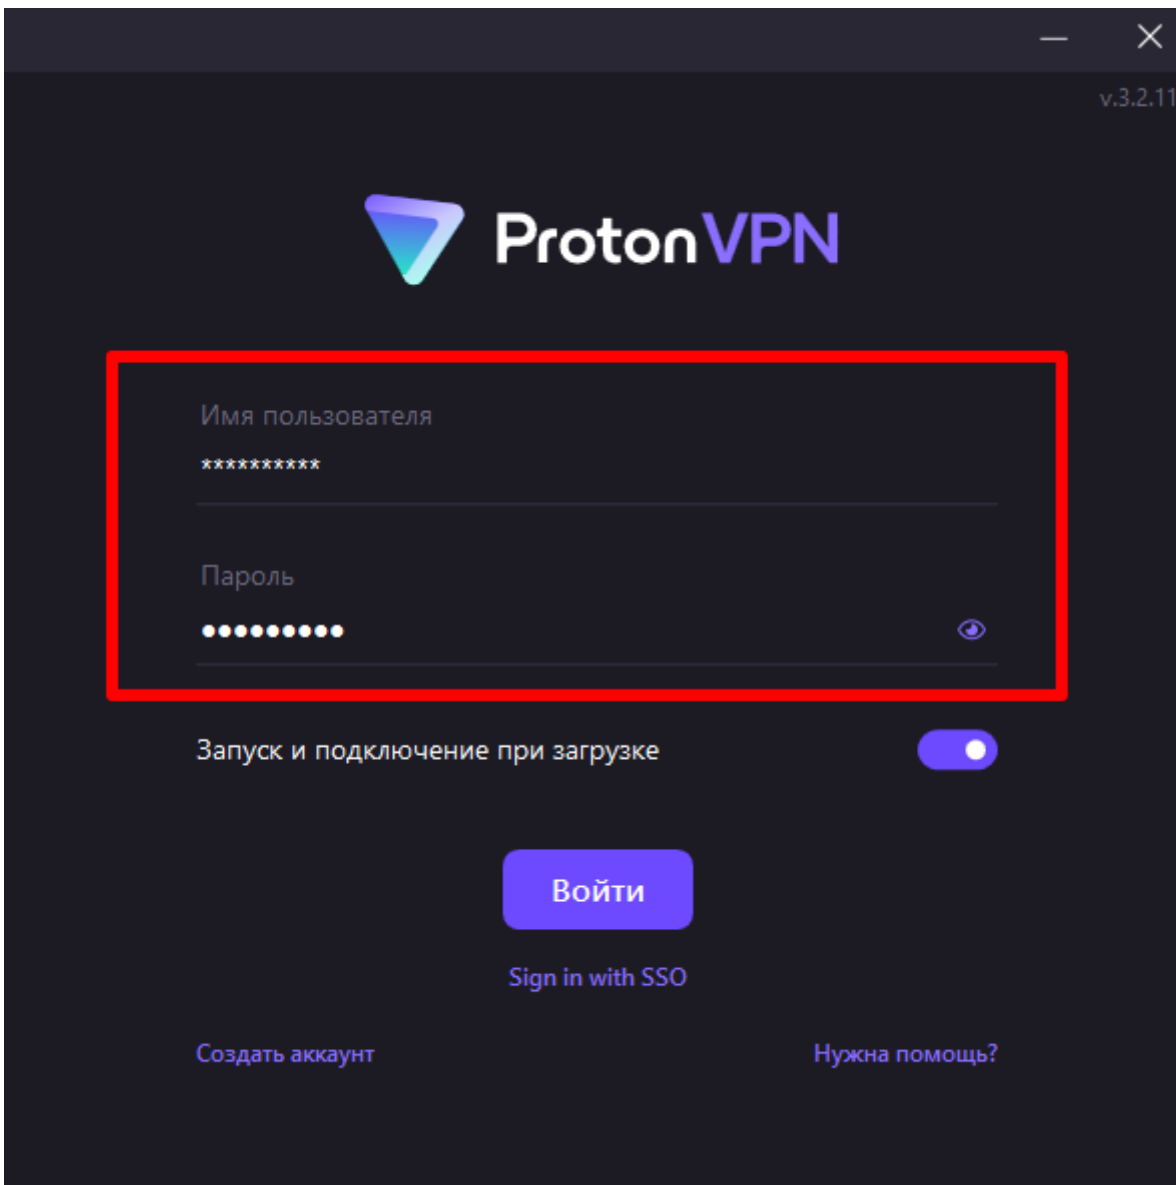 v.3.2.11
ProtonVPN
Имя пользователя
**********
Пароль
●●●●●●●●●
Запуск и подключение при загрузке
Войти
Sign in with SSO
Создать аккаунт
Нужна помощь?